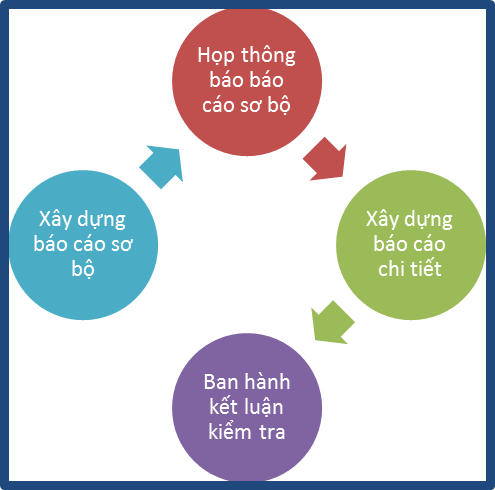 Họp thông
báo báo
cáo sơ bộ
Xây dựng
báo cáo sơ
bộ
Xây dựng
báo cáo
chi tiết
Ban hành
kết luận
kiểm tra